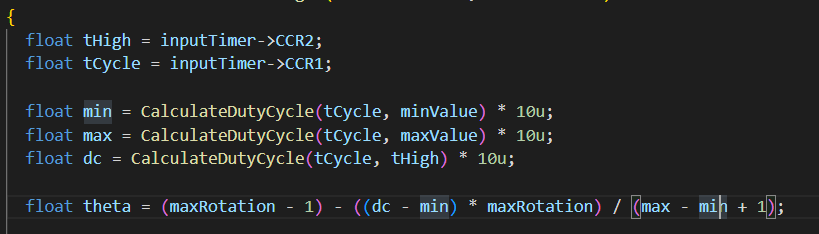 {
float tHigh = inputTimer->CCR2;
float tCycle = inputTimer->CCR1;
float min = CalculateDutyCycle(tCycle, minValue) * 10u;
float max = CalculateDutyCycle(tCycle, maxValue) * 10u;
float dc = CalculateDutyCycle(tCycle, tHigh) * 10u;
float theta = (maxRotation - 1) - ((dc - min) * maxRotation) / (max - min + 1);